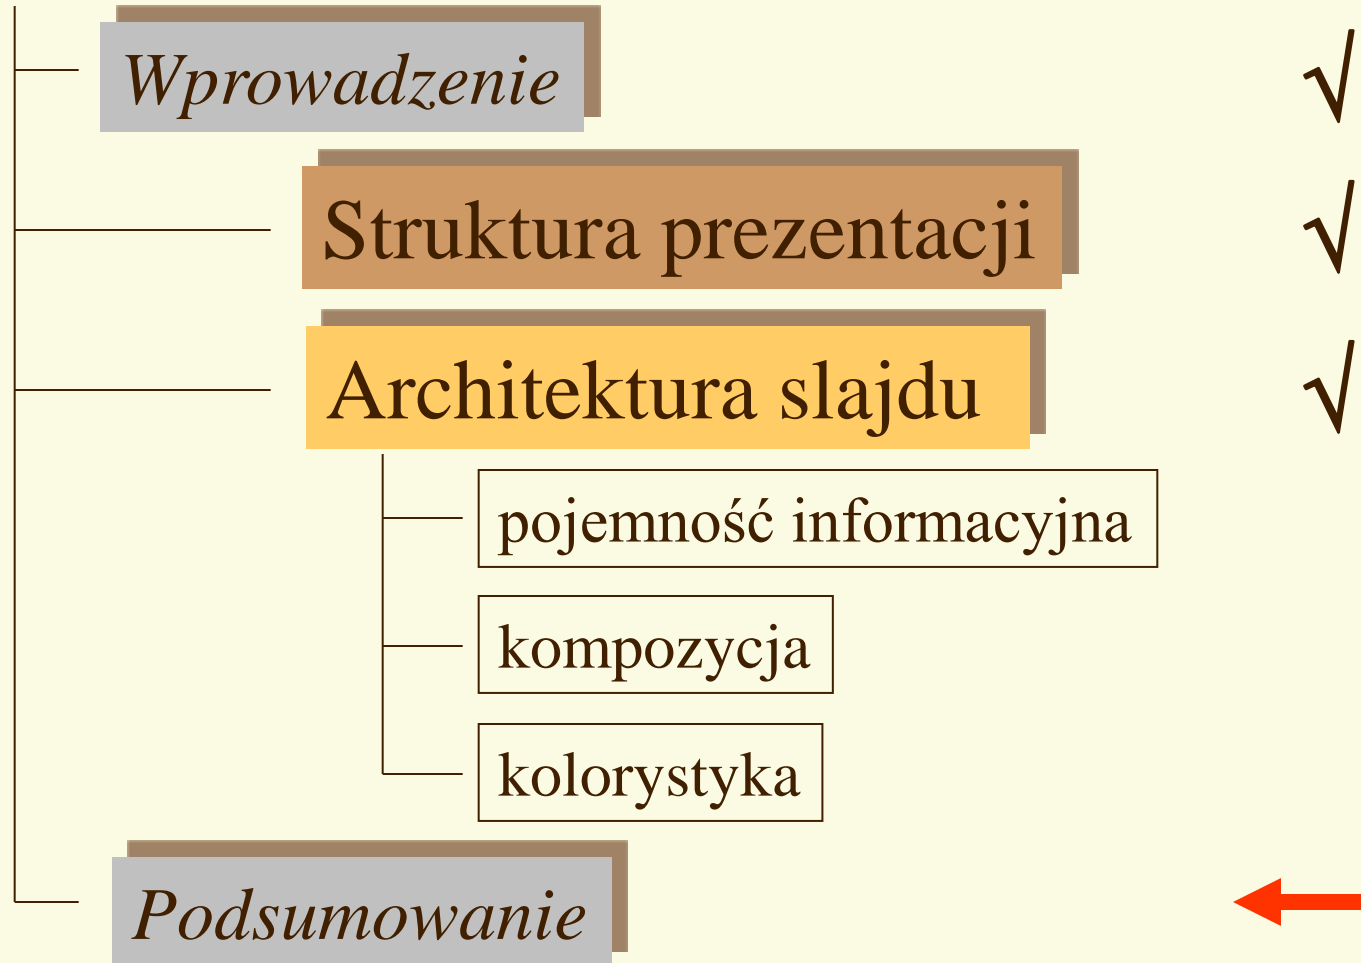 Wprowadzenie √
Struktura prezentacji √
Architektura slajdu √
pojemność informacyjna
kompozycja
kolorystyka
Podsumowanie